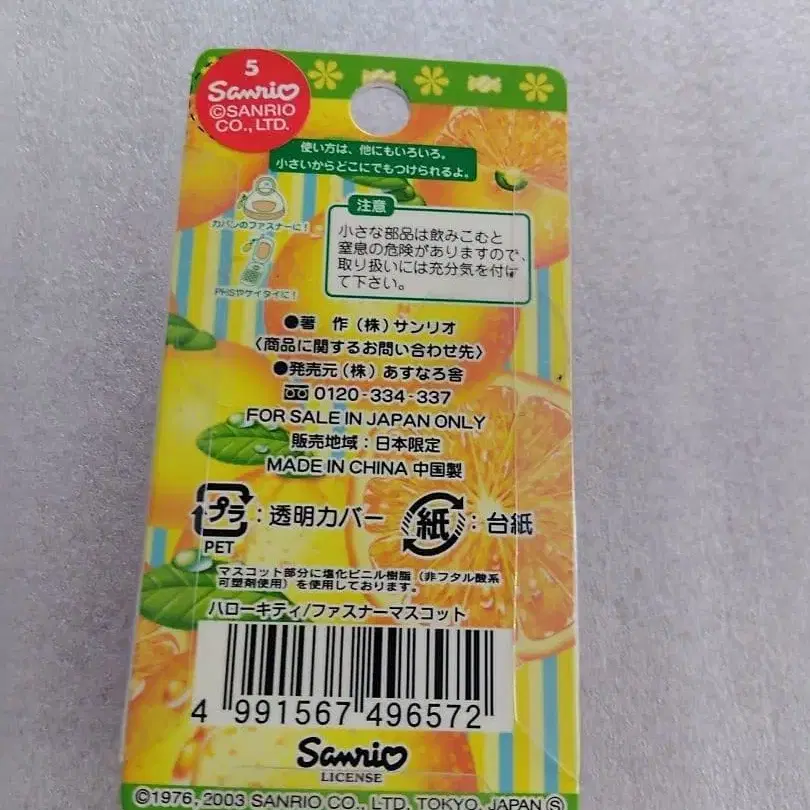 5
Sanrio
©SANRIO
CO., LTD.
使い方は、他にもいろいろ。
小さいからどこにでもつけられるよ。
カバンのファスナーに!
PHSやケイタイに!
注意
小さな部品は飲みこむと
窒息の危険がありますので、
取り扱いには充分気を付け
て下さい。
●著 作(株)サンリオ
〈商品に関するお問い合わせ先〉
●発売元(株)あすなろ舎
0120-334-337
FOR SALE IN JAPAN ONLY
販売地域:日本限定
MADE IN CHINA 中国製
プラ:透明カバー
PET
紙:台紙
マスコット部分に塩化ビニル樹脂(非フタル酸系
可塑剤使用)を使用しております。
ハローキティ/ファスナーマスコット
4 991567 496572
Sanrio
LICENSE
©1976, 2003 SANRIO CO., LTD. TOKYO, JAPAN Ⓢ